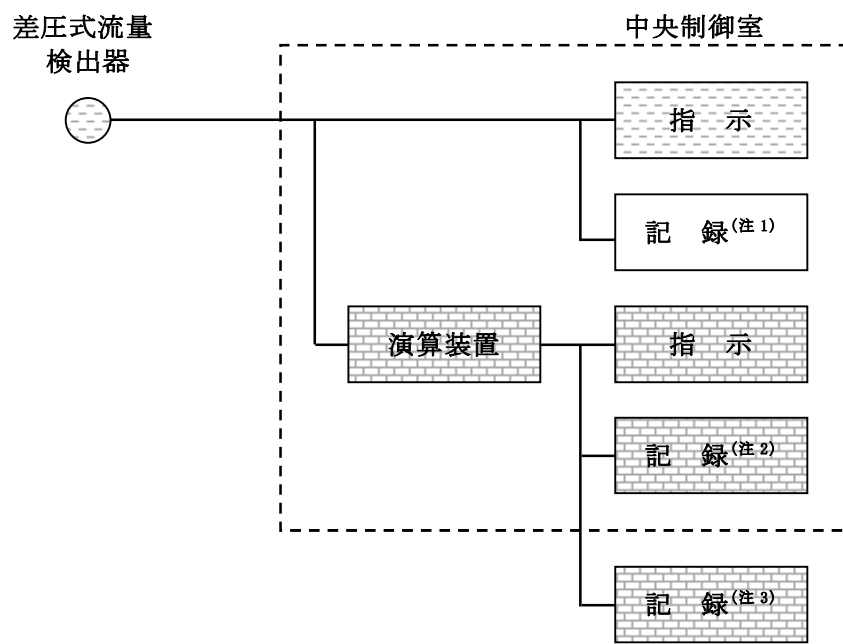 差圧式流量
検出器
中央制御室
指　示
記　録(注1)
演算装置
指　示
記　録(注2)
記　録(注3)